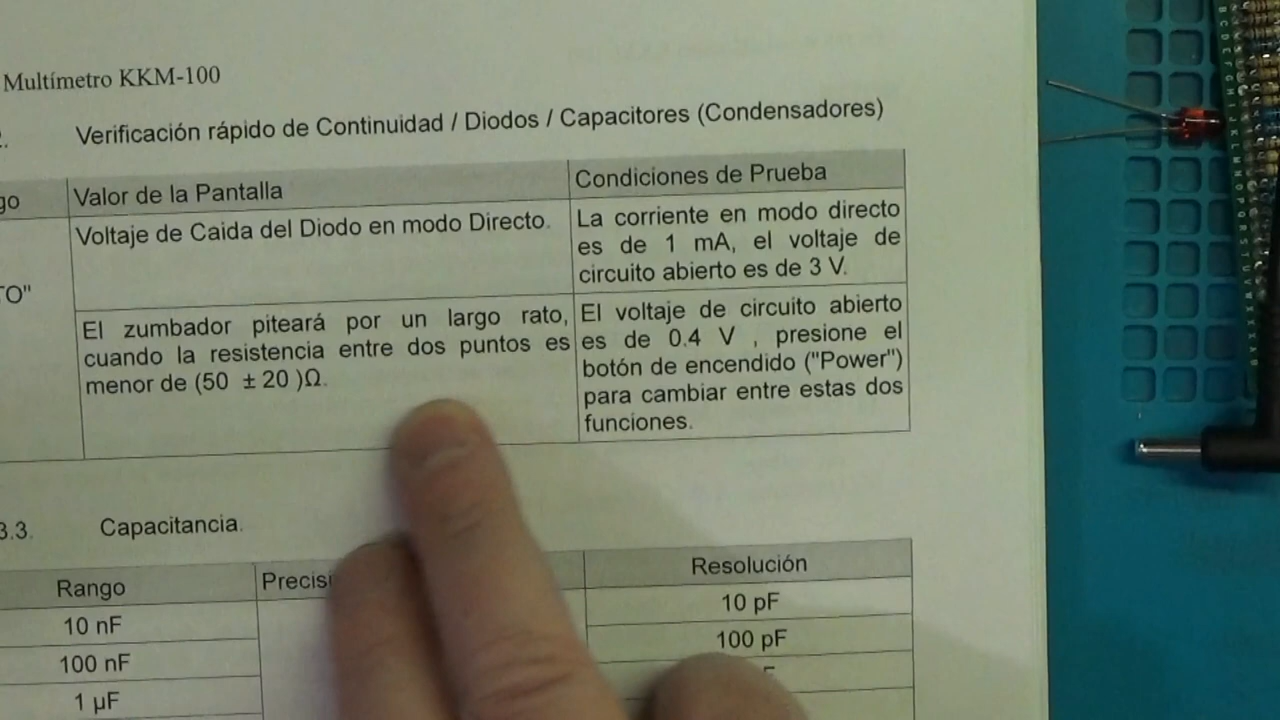 Multímetro KKM-100
2. Verificación rápido de Continuidad / Diodos / Capacitores (Condensadores)
go Valor de la Pantalla Condiciones de Prueba
Voltaje de Caida del Diodo en modo Directo.
La corriente en modo directo
es de 1 mA, el voltaje de
circuito abierto es de 3 V.
TO"
El zumbador piteará por un largo rato,
cuando la resistencia entre dos puntos es
menor de (50 ± 20 )Ω.
El voltaje de circuito abierto
es de 0.4 V , presione el
botón de encendido ("Power")
para cambiar entre estas dos
funciones.
3.3. Capacitancia.
Rango Precisi Resolución
10 nF 10 pF
100 nF 100 pF
1 µF